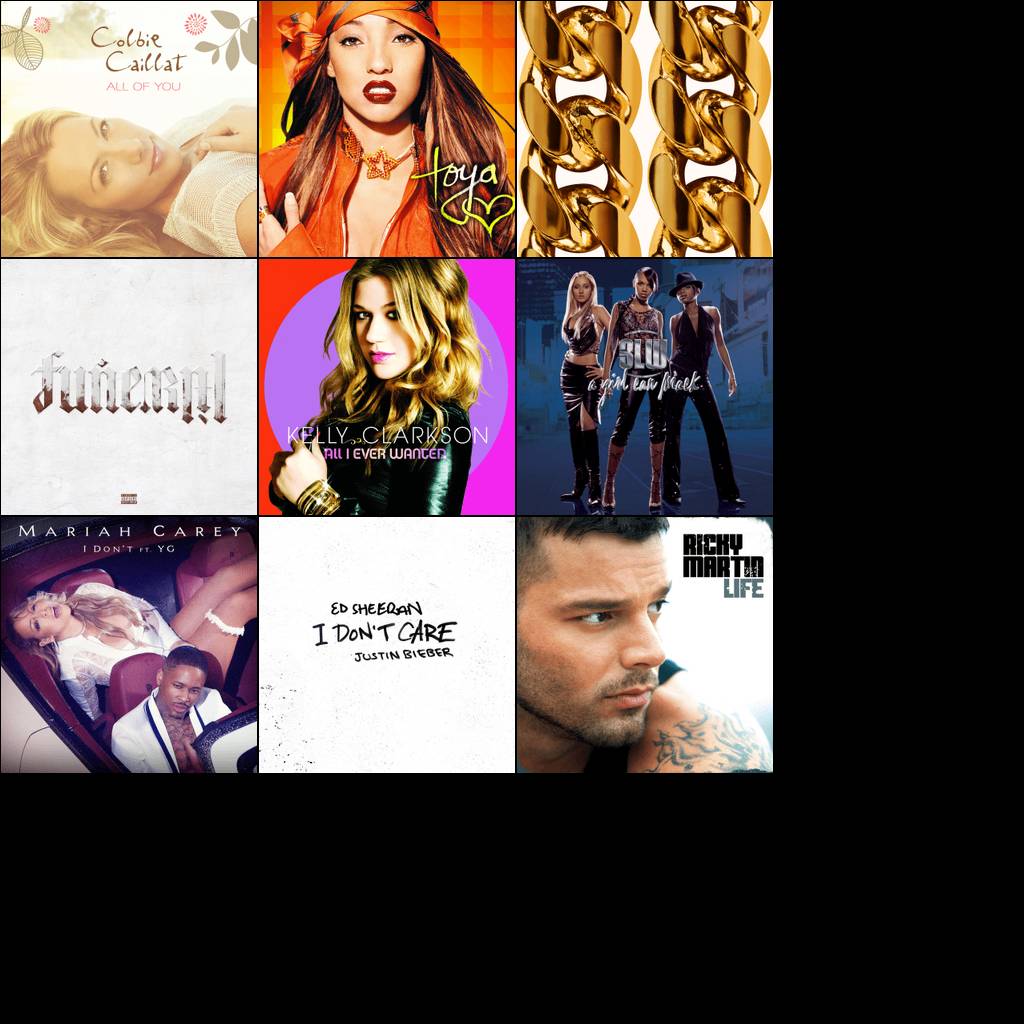 Colbie
Caillat
ALL OF YOU
toya
funeral
KELLY CLARKSON
ALL I EVER WANTED
3LW
a girl can mack
MARIAH CAREY
I DON'T FT. YG
ED SHEERAN
I DON'T CARE
JUSTIN BIEBER
RICKY
MARTIN
LIFE